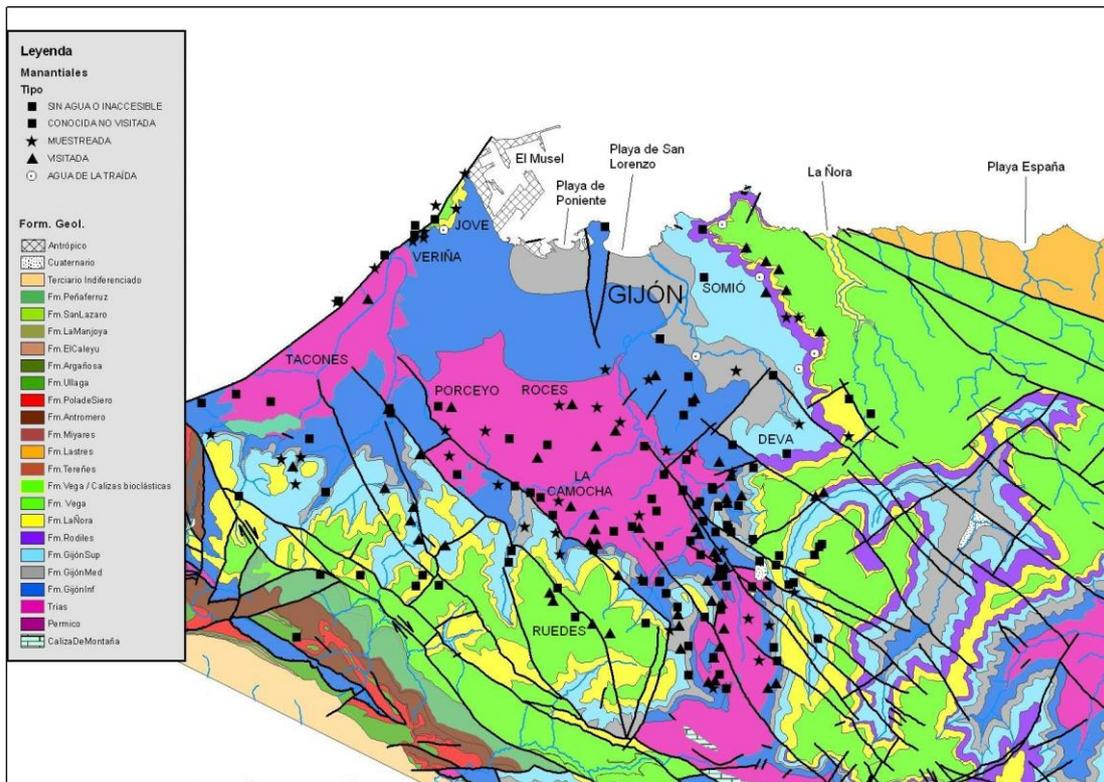 Leyenda
Manantiales
Tipo
SIN AGUA O INACCESIBLE
CONOCIDA NO VISITADA
MUESTREADA
VISITADA
AGUA DE LA TRAÍDA
Form. Geol.
Antrópico
Cuaternario
Terciario Indiferenciado
Fm.Peñaferruz
Fm.SanLazaro
Fm.LaManjoya
Fm.ElCaleyu
Fm.Argañosa
Fm.Ullaga
Fm.PoladeSiero
Fm.Antromero
Fm.Miyares
Fm.Lastres
Fm.Tereñes
Fm.Vega / Calizas bioclásticas
Fm. Vega
Fm.LaÑora
Fm.Rodiles
Fm.GijónSup
Fm.GijónMed
Fm.GijónInf
Trias
Permico
CalizaDeMontaña
El Musel
Playa de
Poniente
Playa de San
Lorenzo
La Ñora
Playa España
JOVE
VERIÑA
GIJÓN
SOMIÓ
TACONES
PORCEYO
ROCES
DEVA
LA
CAMOCHA
RUEDES